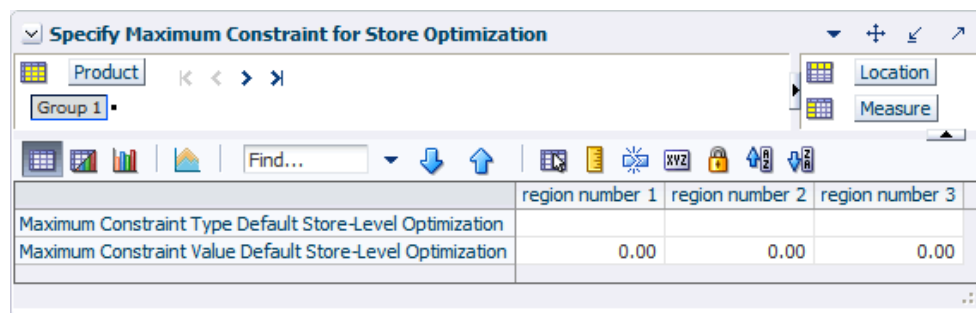 Specify Maximum Constraint for Store Optimization
Product
Location
Group 1
Measure
Find...
XYZ
A Z
Z A
region number 1 region number 2 region number 3
Maximum Constraint Type Default Store-Level Optimization
Maximum Constraint Value Default Store-Level Optimization 0.00 0.00 0.00